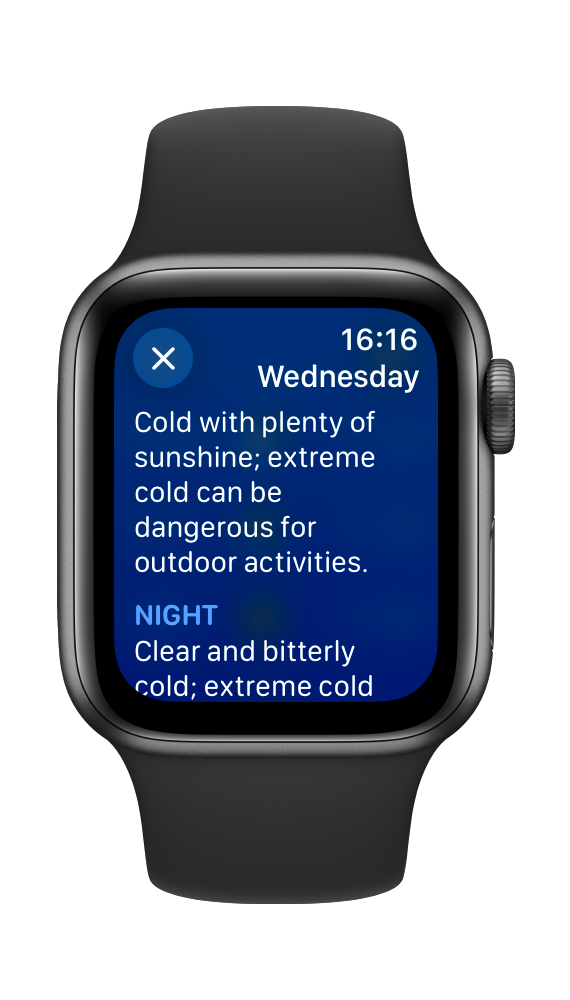 16:16
Wednesday
Cold with plenty of
sunshine; extreme
cold can be
dangerous for
outdoor activities.
NIGHT
Clear and bitterly
cold; extreme cold